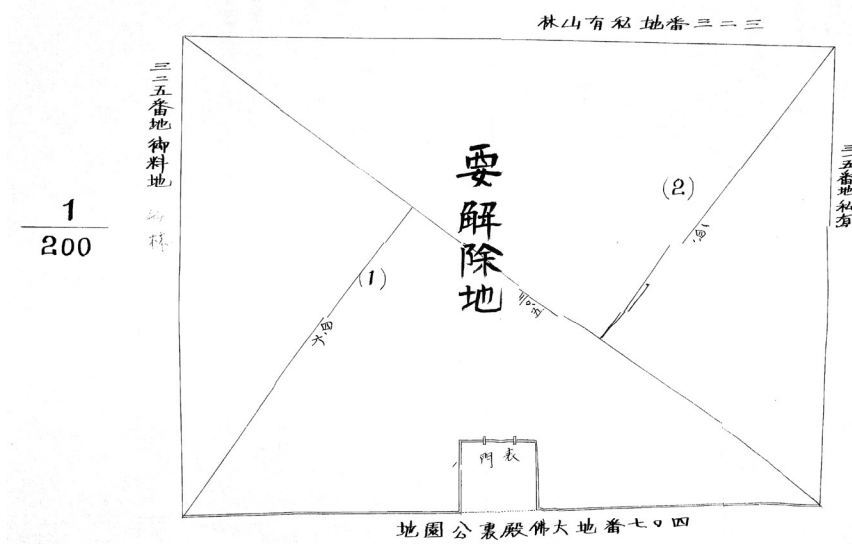 三二三番地私有山林
三二五番地私有
要解除地
(2)
(1)
三二五番地御料地
1
200
表門
四〇七番地大佛殿裏公園地